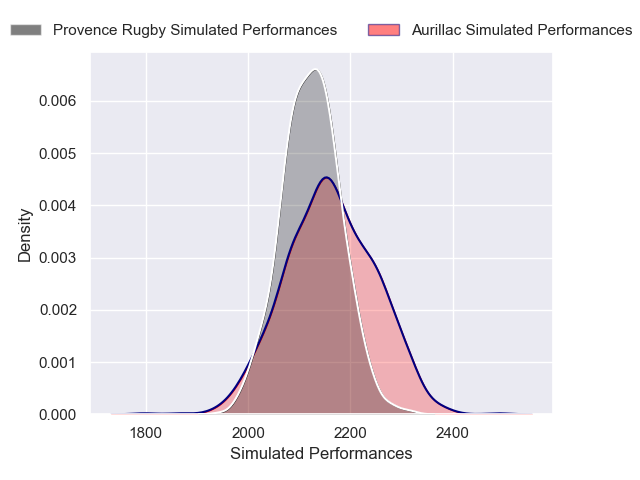 Provence Rugby Simulated Performances
Aurillac Simulated Performances
0.006
0.005
0.004
0.003
0.002
0.001
0.000
Density
1800 2000 2200 2400
Simulated Performances